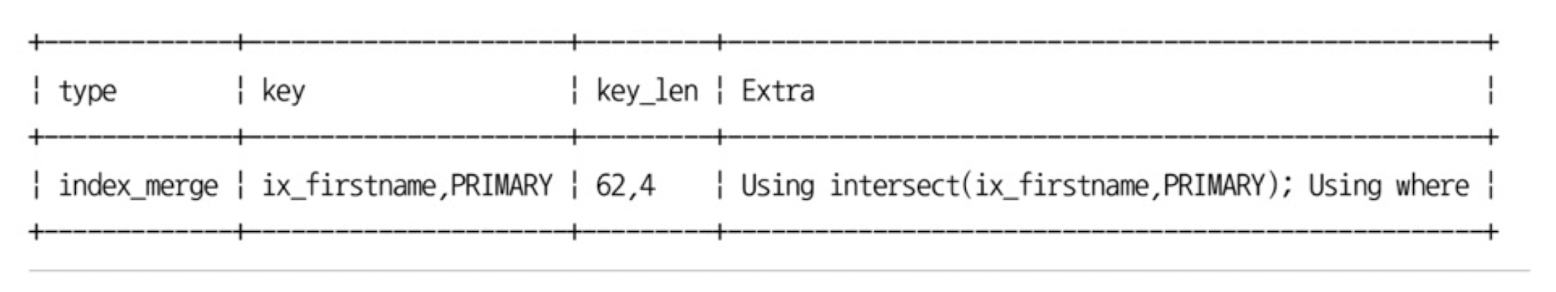 | type | key | key_len | Extra |
| index_merge | ix_firstname,PRIMARY | 62,4 | Using intersect(ix_firstname,PRIMARY); Using where |